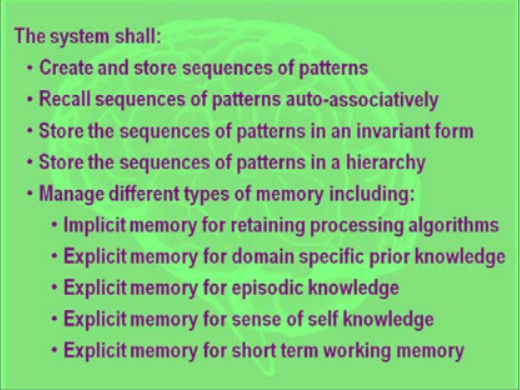 The system shall:
• Create and store sequences of patterns
• Recall sequences of patterns auto-associatively
• Store the sequences of patterns in an invariant form
• Store the sequences of patterns in a hierarchy
• Manage different types of memory including:
• Implicit memory for retaining processing algorithms
• Explicit memory for domain specific prior knowledge
• Explicit memory for episodic knowledge
• Explicit memory for sense of self knowledge
• Explicit memory for short term working memory